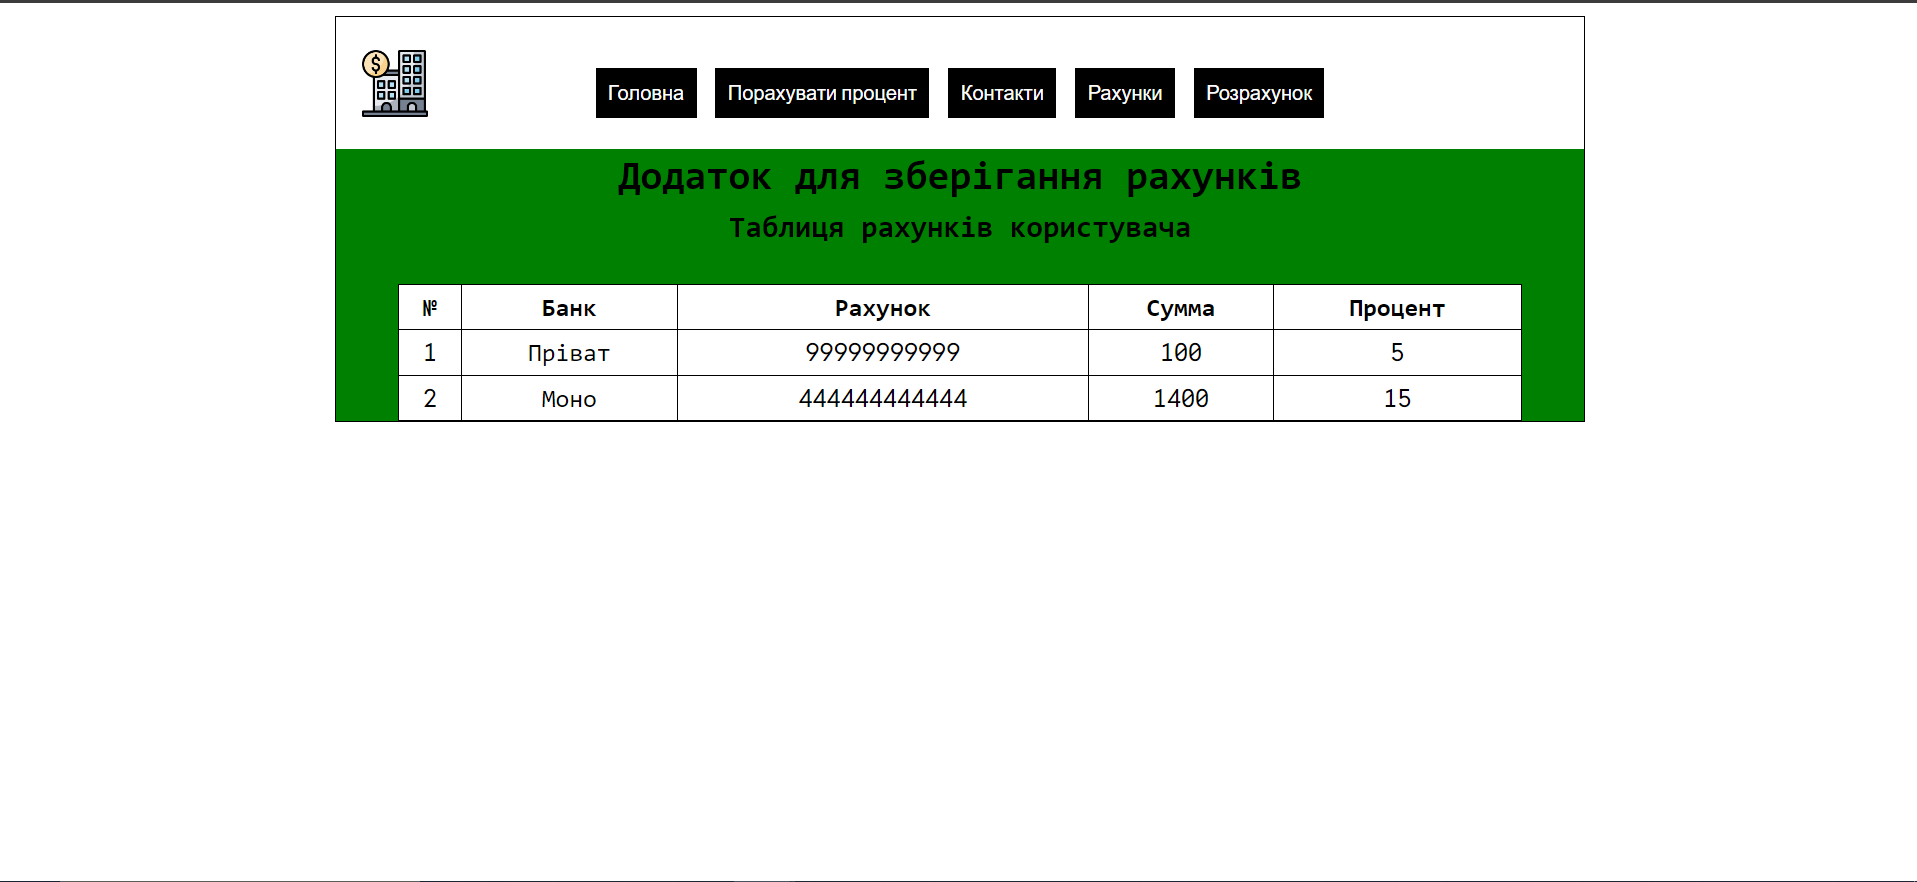 $
Головна Порахувати процент Контакти Рахунки Розрахунок
Додаток для зберігання рахунків
Таблиця рахунків користувача
№ Банк Рахунок Сумма Процент
1 Пріват 99999999999 100 5
2 Моно 444444444444 1400 15